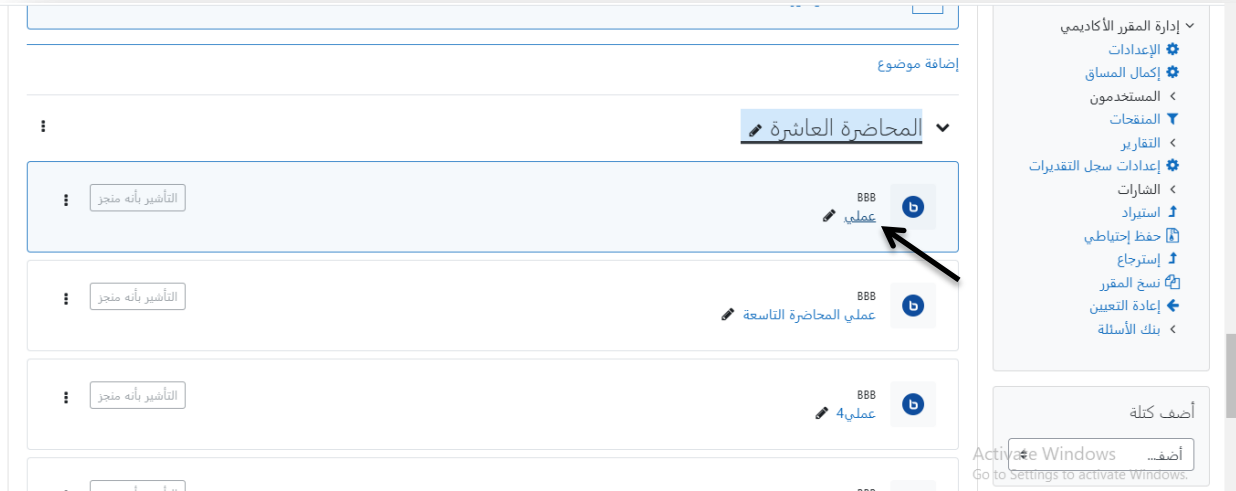 إضافة موضوع
المحاضرة العاشرة
BBB
عملي
التأشير بأنه منجز
BBB
عملي المحاضرة التاسعة
التأشير بأنه منجز
BBB
عملي4
التأشير بأنه منجز
إدارة المقرر الأكاديمي
الإعدادات
إكمال المساق
المستخدمون
المنقحات
التقارير
إعدادات سجل التقديرات
الشارات
استيراد
حفظ إحتياطي
إسترجاع
نسخ المقرر
إعادة التعيين
بنك الأسئلة
أضف كتلة
أضف...
Activate Windows
Go to Settings to activate Windows.